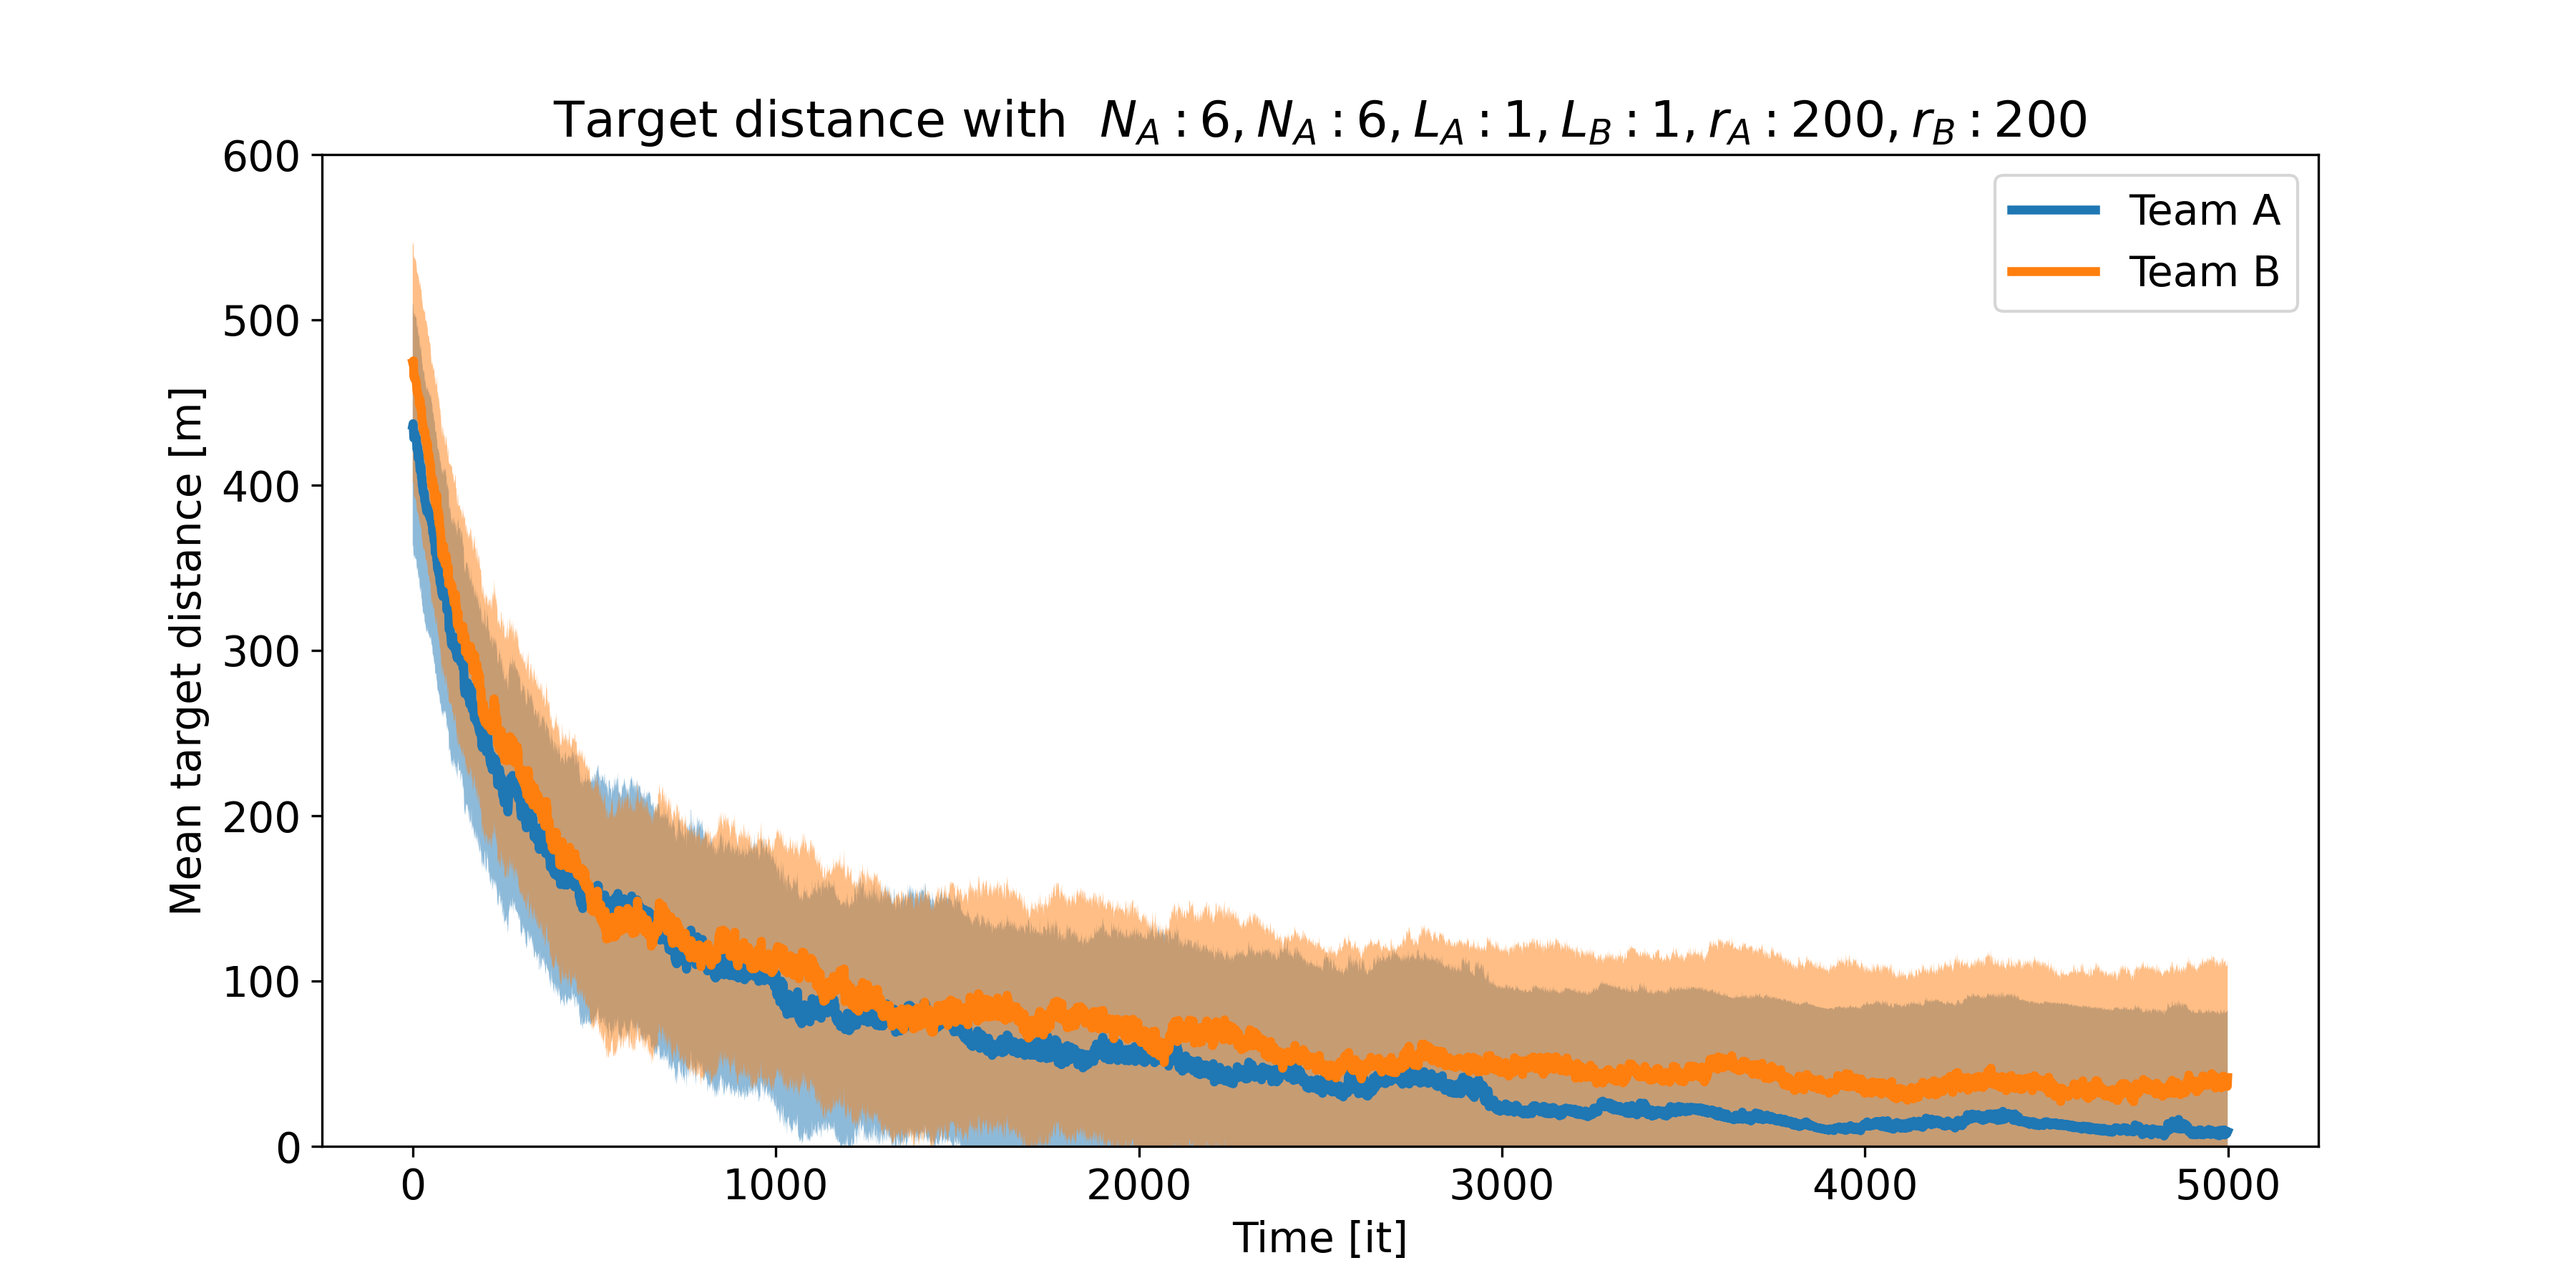 Target distance with N_A : 6, N_A : 6, L_A : 1, L_B : 1, r_A : 200, r_B : 200
600
500
400
300
200
100
0
Mean target distance [m]
Team A
Team B
0 1000 2000 3000 4000 5000
Time [it]